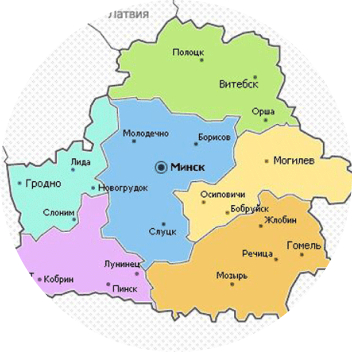 Латвия
Полоцк
Витебск
Орша
Молодечно
Борисов
Минск
Могилев
Лида
Гродно
Новогрудок
Осиповичи
Бобруйск
Слоним
Жлобин
Слуцк
Гомель
Речица
Лунинец
Мозырь
Кобрин
Пинск